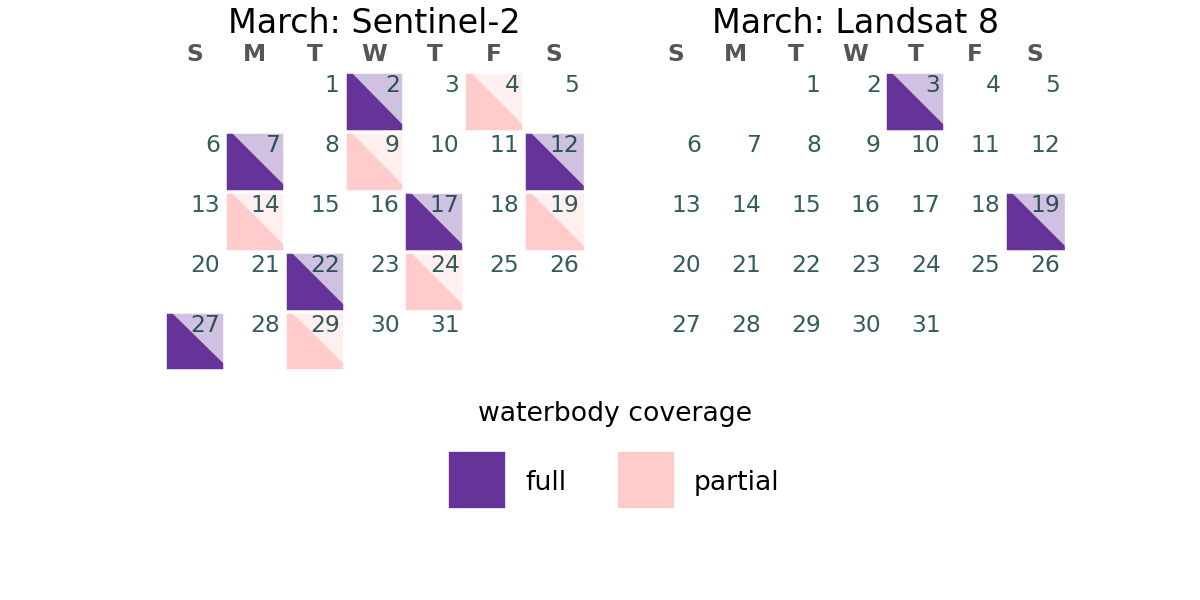 March: Sentinel-2
S M T W T F S
1 2 3 4 5
6 7 8 9 10 11 12
13 14 15 16 17 18 19
20 21 22 23 24 25 26
27 28 29 30 31
March: Landsat 8
S M T W T F S
1 2 3 4 5
6 7 8 9 10 11 12
13 14 15 16 17 18 19
20 21 22 23 24 25 26
27 28 29 30 31
waterbody coverage
full
partial